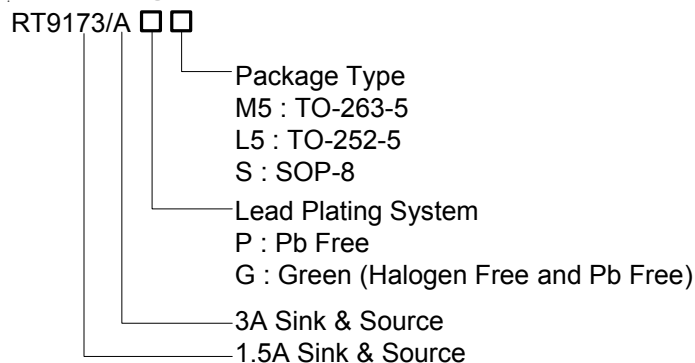 RT9173/A
Package Type
M5 : TO-263-5
L5 : TO-252-5
S : SOP-8
Lead Plating System
P : Pb Free
G : Green (Halogen Free and Pb Free)
3A Sink & Source
1.5A Sink & Source